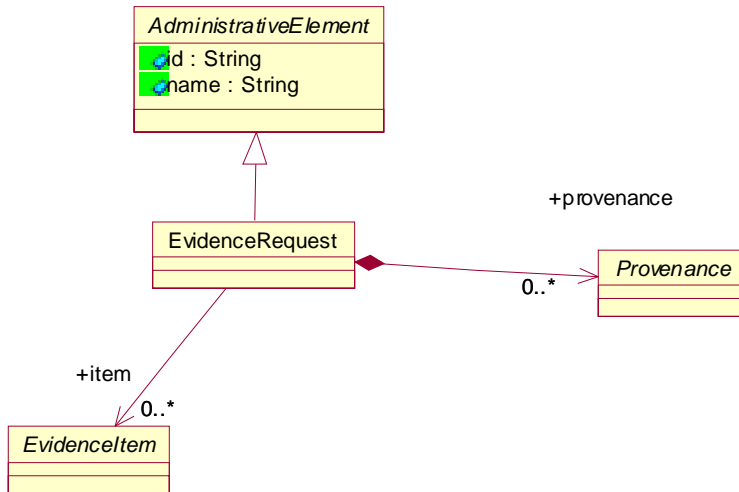 AdministrativeElement
id : String
name : String
+provenance
EvidenceRequest
Provenance
0..*
+item
0..*
EvidenceItem